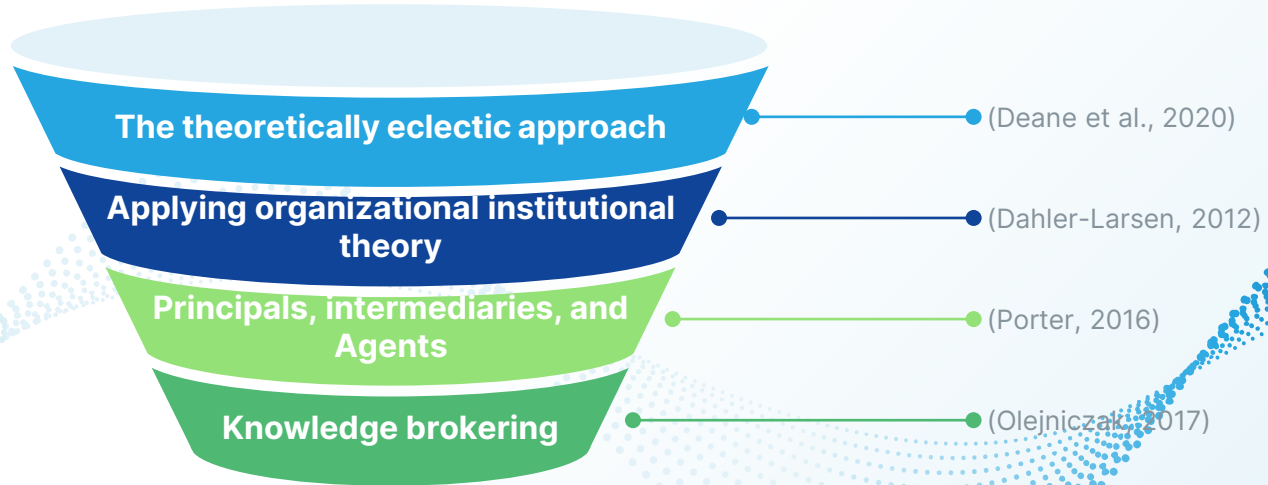 The theoretically eclectic approach
(Deane et al., 2020)
Applying organizational institutional
theory
(Dahler-Larsen, 2012)
Principals, intermediaries, and
Agents
(Porter, 2016)
Knowledge brokering
(Olejniczak, 2017)